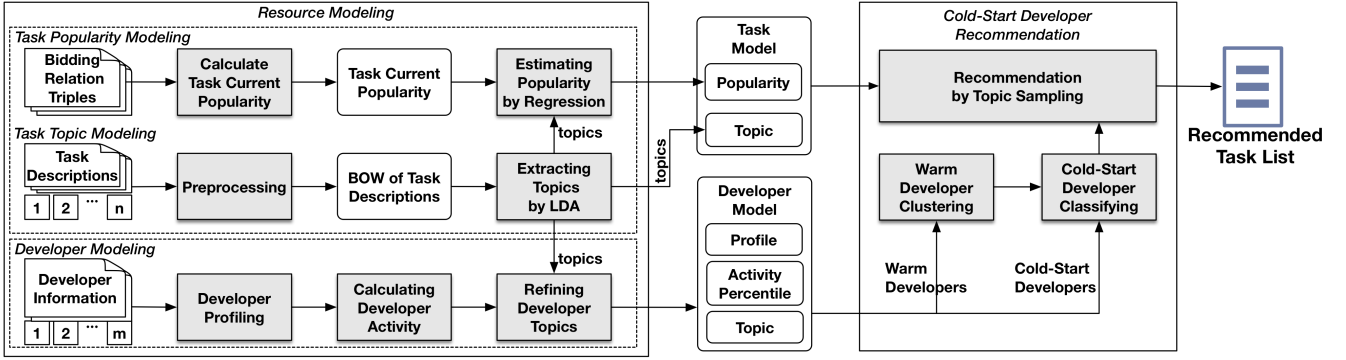 Resource Modeling
Task Popularity Modeling
Bidding
Relation
Triples
Calculate
Task Current
Popularity
Task Current
Popularity
Estimating
Popularity
by Regression
topics
Task Topic Modeling
Task
Descriptions
1 2 ... n
Preprocessing
BOW of Task
Descriptions
Extracting
Topics
by LDA
topics
topics
Developer Modeling
Developer
Information
1 2 ... m
Developer
Profiling
Calculating
Developer
Activity
Refining
Developer
Topics
Task
Model
Popularity
Topic
Developer
Model
Profile
Activity
Percentile
Topic
Cold-Start Developer
Recommendation
Recommendation
by Topic Sampling
Warm
Developer
Clustering
Cold-Start
Developer
Classifying
Warm
Developers
Cold-Start
Developers
Recommended
Task List